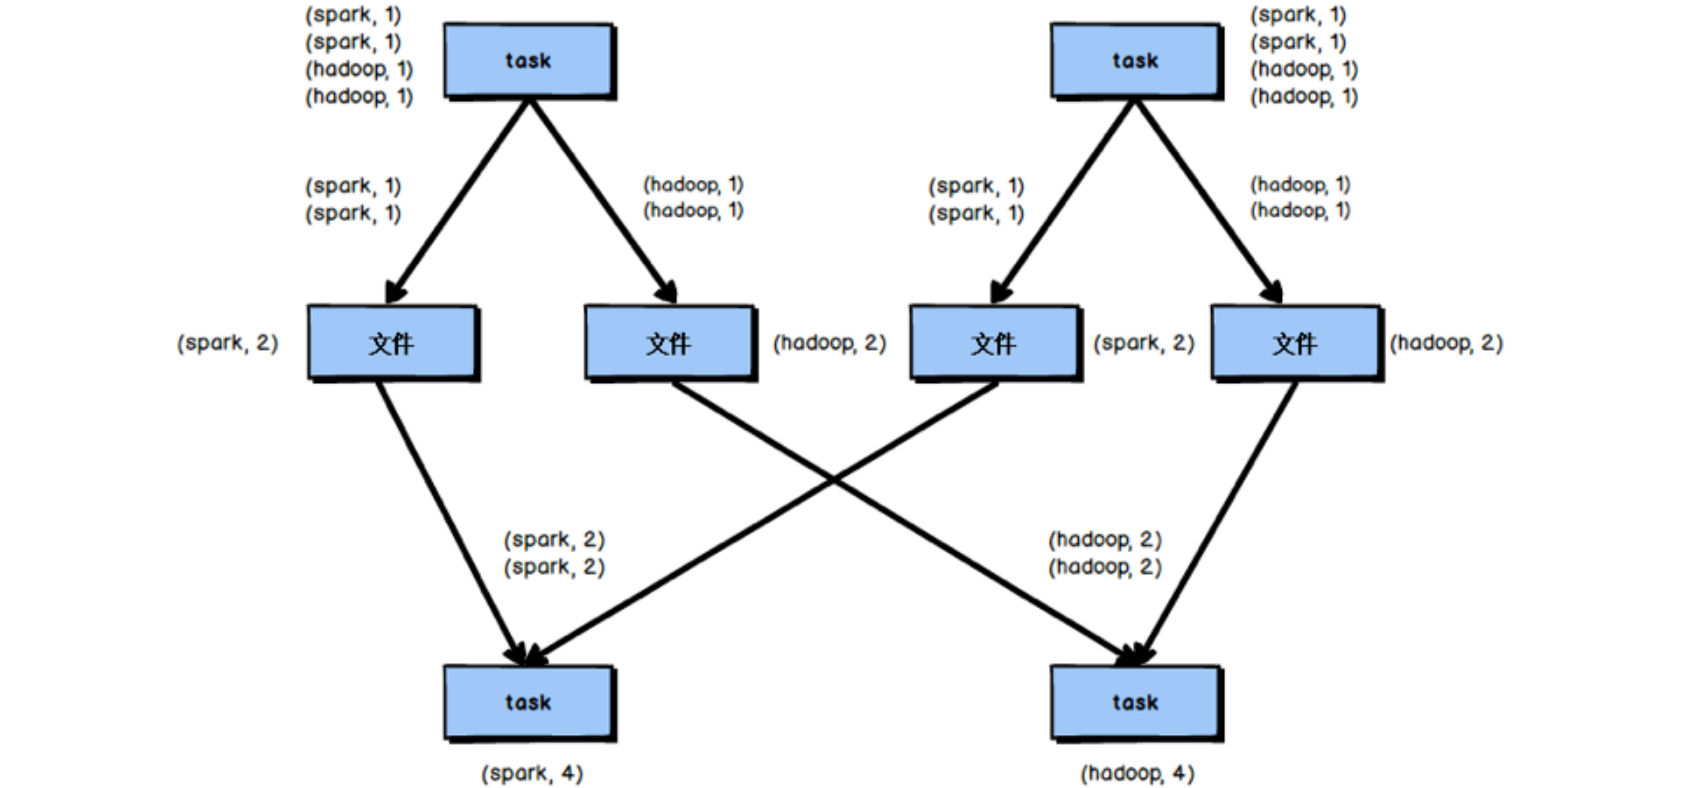 (spark, 1)
(spark, 1)
(hadoop, 1)
(hadoop, 1)
task
task
(spark, 1)
(spark, 1)
(hadoop, 1)
(hadoop, 1)
(spark, 1)
(spark, 1)
(hadoop, 1)
(hadoop, 1)
(spark, 1)
(spark, 1)
(hadoop, 1)
(hadoop, 1)
(spark, 2)
文件
文件
(hadoop, 2)
文件
(spark, 2)
文件
(hadoop, 2)
(spark, 2)
(spark, 2)
(hadoop, 2)
(hadoop, 2)
task
task
(spark, 4)
(hadoop, 4)